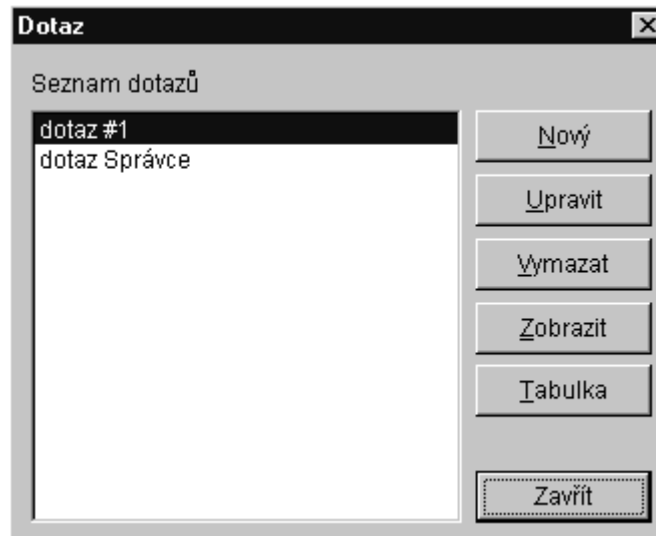 Dotaz
Seznam dotazů
dotaz #1
dotaz Správce
Nový
Upravit
Vymazat
Zobrazit
Tabulka
Zavřít